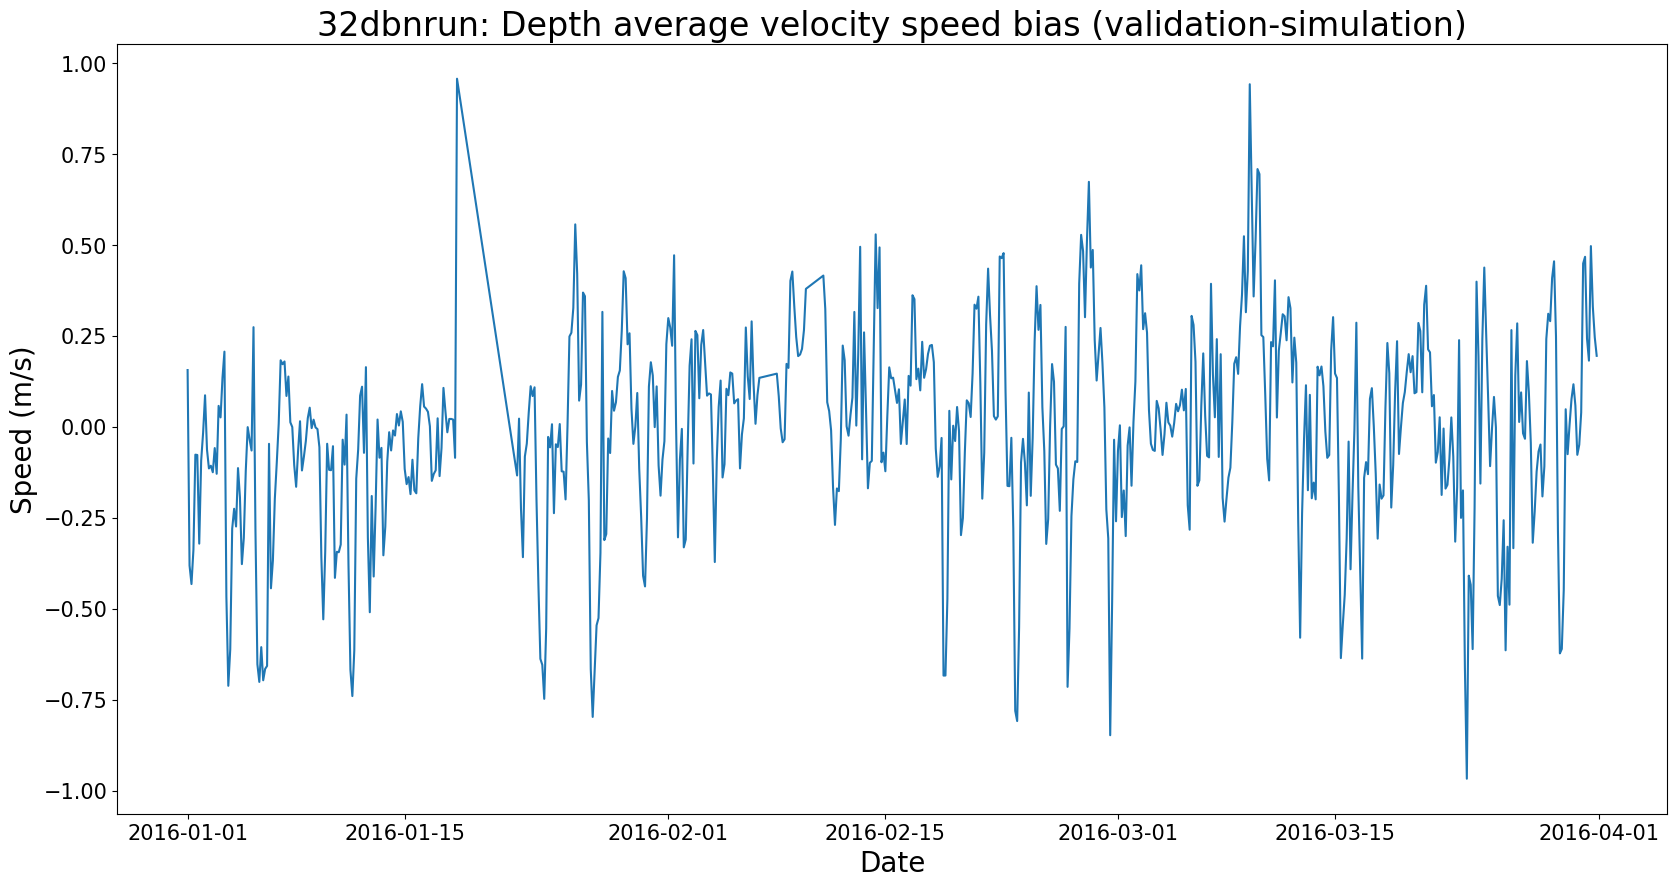 32dbnrun: Depth average velocity speed bias (validation-simulation)
Speed (m/s)
1.00
0.75
0.50
0.25
0.00
−0.25
−0.50
−0.75
−1.00
2016-01-01 2016-01-15 2016-02-01 2016-02-15 2016-03-01 2016-03-15 2016-04-01
Date